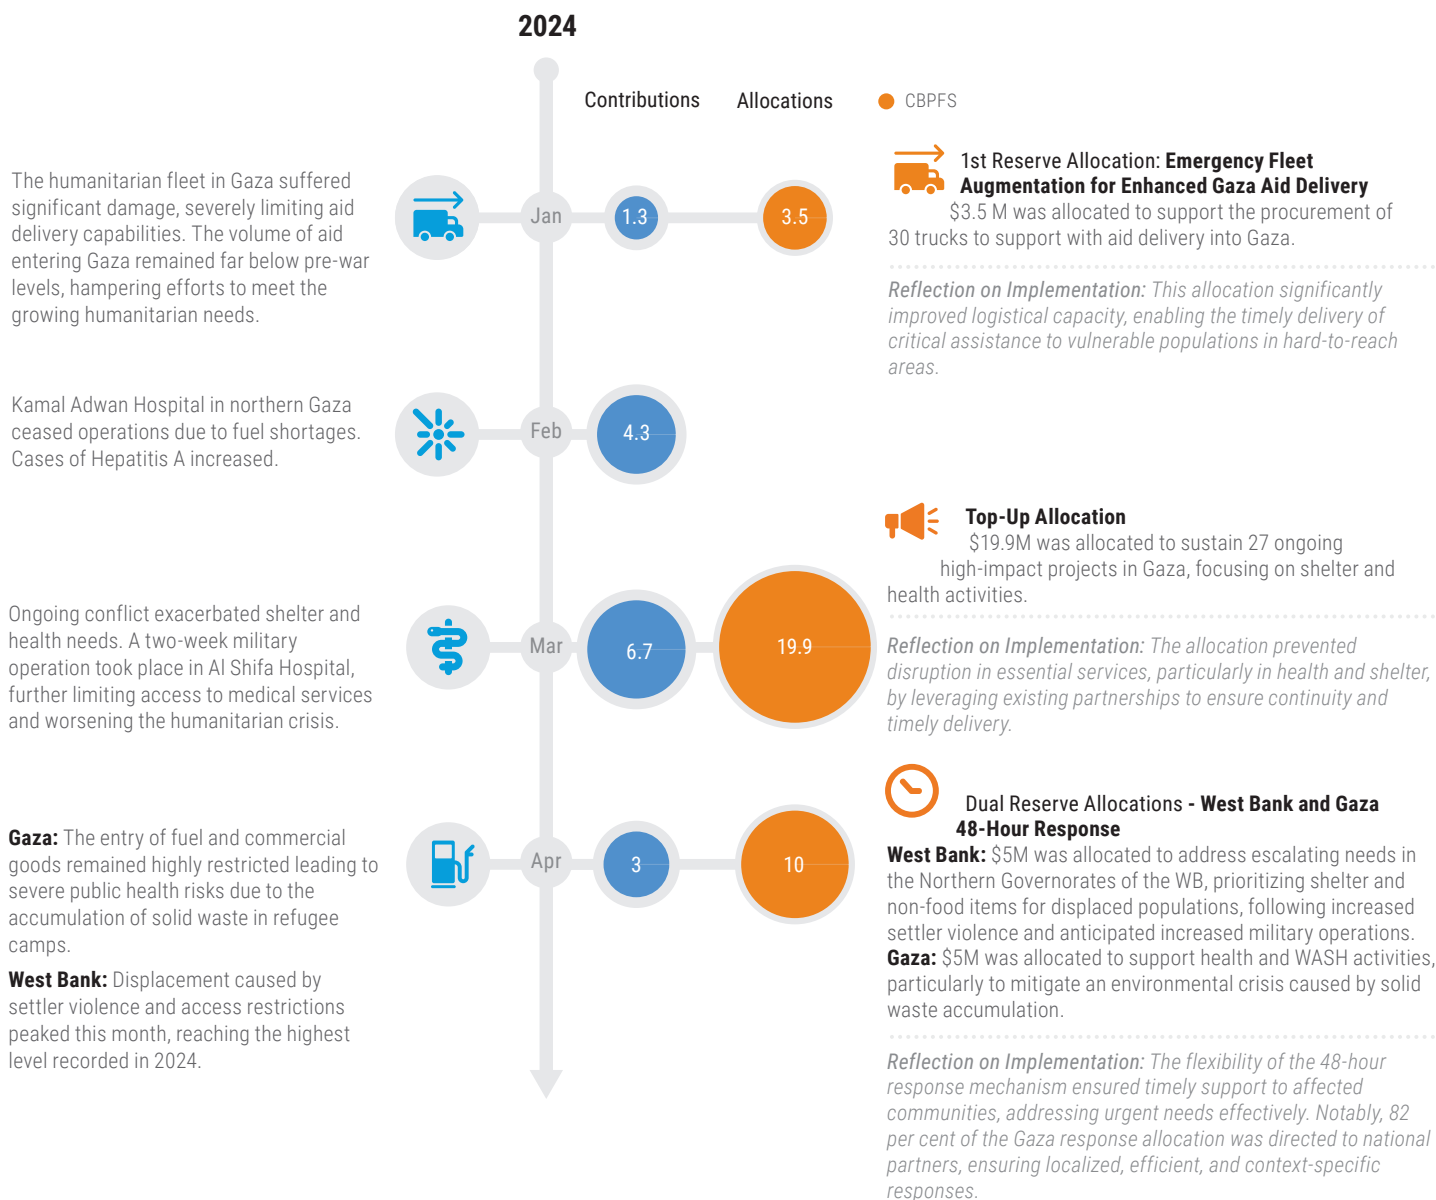 2024
Contributions
Allocations
CBPFS
The humanitarian fleet in Gaza suffered
significant damage, severely limiting aid
delivery capabilities. The volume of aid
entering Gaza remained far below pre-war
levels, hampering efforts to meet the
growing humanitarian needs.
Jan
1.3
3.5
1st Reserve Allocation: Emergency Fleet
Augmentation for Enhanced Gaza Aid Delivery
$3.5 M was allocated to support the procurement of
30 trucks to support with aid delivery into Gaza.
Reflection on Implementation: This allocation significantly
improved logistical capacity, enabling the timely delivery of
critical assistance to vulnerable populations in hard-to-reach
areas.
Kamal Adwan Hospital in northern Gaza
ceased operations due to fuel shortages.
Cases of Hepatitis A increased.
Feb
4.3
Ongoing conflict exacerbated shelter and
health needs. A two-week military
operation took place in Al Shifa Hospital,
further limiting access to medical services
and worsening the humanitarian crisis.
Mar
6.7
19.9
Top-Up Allocation
$19.9M was allocated to sustain 27 ongoing
high-impact projects in Gaza, focusing on shelter and
health activities.
Reflection on Implementation: The allocation prevented
disruption in essential services, particularly in health and shelter,
by leveraging existing partnerships to ensure continuity and
timely delivery.
Gaza: The entry of fuel and commercial
goods remained highly restricted leading to
severe public health risks due to the
accumulation of solid waste in refugee
camps.
West Bank: Displacement caused by
settler violence and access restrictions
peaked this month, reaching the highest
level recorded in 2024.
Apr
3
10
Dual Reserve Allocations - West Bank and Gaza
48-Hour Response
West Bank: $5M was allocated to address escalating needs in
the Northern Governorates of the WB, prioritizing shelter and
non-food items for displaced populations, following increased
settler violence and anticipated increased military operations.
Gaza: $5M was allocated to support health and WASH activities,
particularly to mitigate an environmental crisis caused by solid
waste accumulation.
Reflection on Implementation: The flexibility of the 48-hour
response mechanism ensured timely support to affected
communities, addressing urgent needs effectively. Notably, 82
per cent of the Gaza response allocation was directed to national
partners, ensuring localized, efficient, and context-specific
responses.